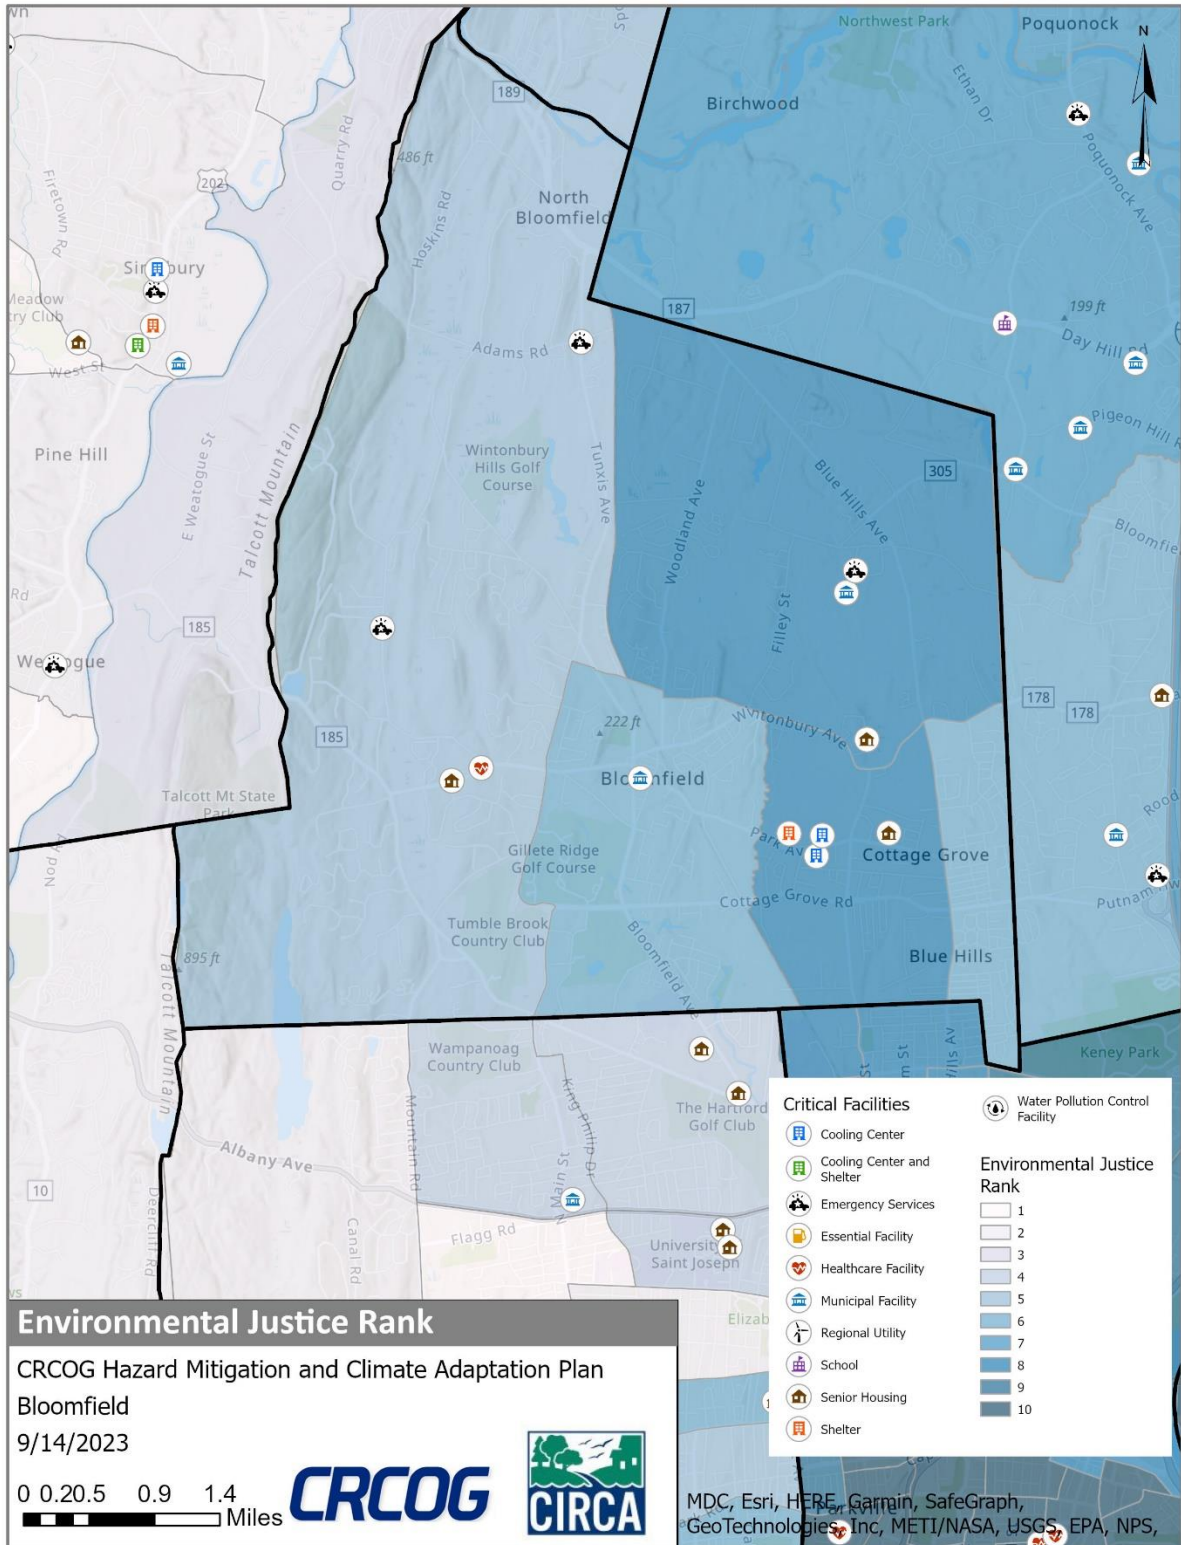 Northwest Park
Poquonock
N
189
Birchwood
Ethan Dr
Poquonock Ave
Quarry Rd
486 ft
202
Firetown Rd
North
Bloomfield
Hoskins Rd
187
199 ft
Day Hill Rd
Adams Rd
West St
Pigeon Hill R
Pine Hill
E Weatogue St
Talcott Mountain
Wintonbury
Hills Golf
Course
Tunxis Ave
Woodland Ave
Blue Hills Ave
305
Bloomfie
Rd
185
Filley St
178
178
185
222 ft
Wintonbury Ave
Bloomfield
Talcott Mt State
Park
Nod Rd
Gillete Ridge
Golf Course
Park Av
Cottage Grove
Cottage Grove Rd
Putnam
Tumble Brook
Country Club
Bloomfield Ave
Blue Hills
895 ft
Talcott Mountain
Wampanoag
Country Club
Keney Park
King Philip Dr
The Hartford
Golf Club
Mountain Rd
Albany Ave
N Main St
10
Deercliff Rd
Canal Rd
Flagg Rd
University
Saint Joseph
Elizab
Parkville
Critical Facilities
Cooling Center
Cooling Center and
Shelter
Emergency Services
Essential Facility
Healthcare Facility
Municipal Facility
Regional Utility
School
Senior Housing
Shelter
Water Pollution Control
Facility
Environmental Justice
Rank
1
2
3
4
5
6
7
8
9
10
Environmental Justice Rank
CRCOG Hazard Mitigation and Climate Adaptation Plan
Bloomfield
9/14/2023
0 0.20.5 0.9 1.4
Miles
CRCOG
CIRCA
MDC, Esri, HERE, Garmin, SafeGraph,
GeoTechnologies, Inc, METI/NASA, USGS, EPA, NPS,